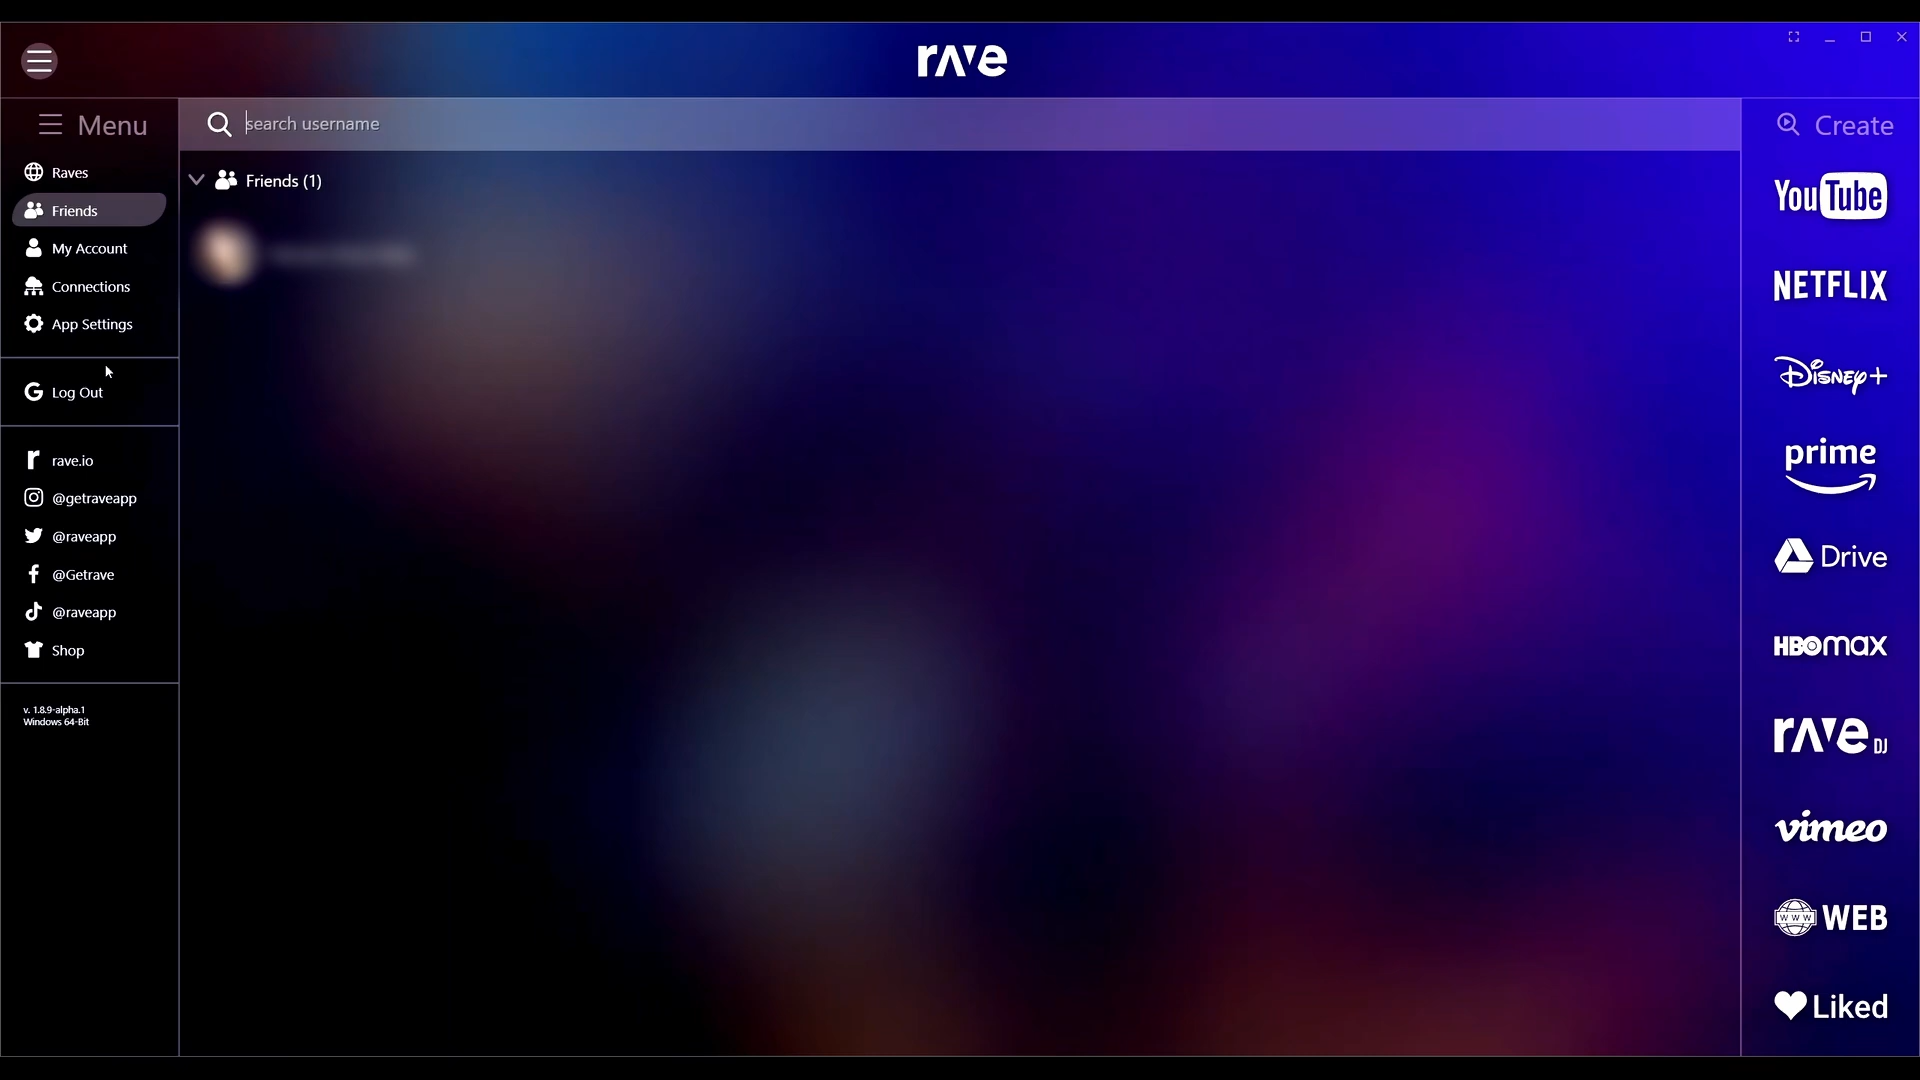 rave
Menu
search username
Create
Raves
Friends
My Account
Connections
App Settings
Log Out
rave.io
@getraveapp
@raveapp
@Getrave
@raveapp
Shop
v. 1.8.9-alpha.1
Windows 64-Bit
Friends (1)
YouTube
NETFLIX
Disney+
prime
Drive
HBOmax
rave DJ
vimeo
WWW WEB
Liked